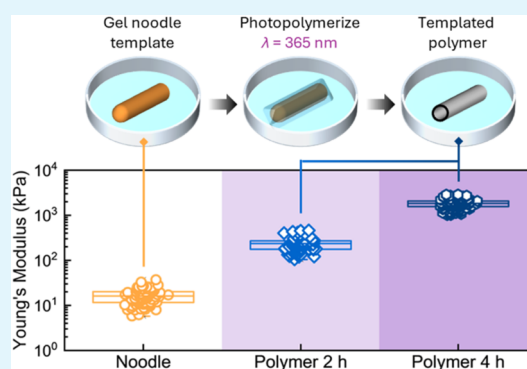 Gel noodle
template
Photopolymerize
λ = 365 nm
Templated
polymer
Young's Modulus (kPa)
10⁴
10³
10²
10¹
10⁰
Noodle
Polymer 2 h
Polymer 4 h